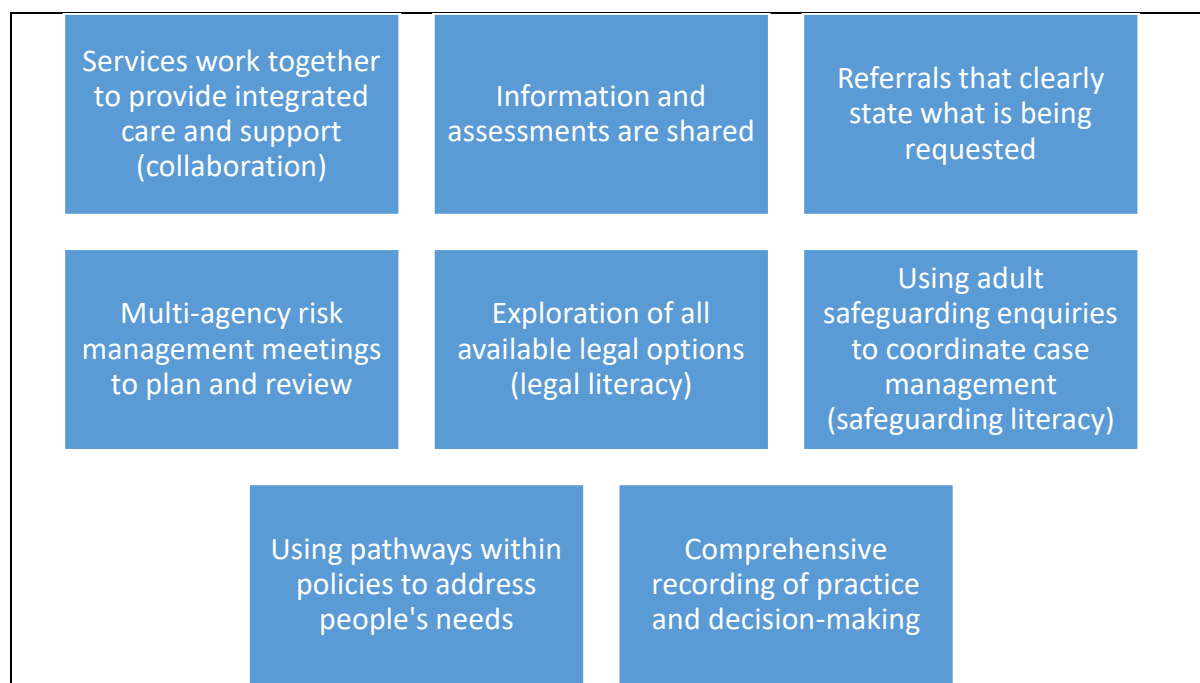 Services work together
to provide integrated
care and support
(collaboration)
Information and
assessments are shared
Referrals that clearly
state what is being
requested
Multi-agency risk
management meetings
to plan and review
Exploration of all
available legal options
(legal literacy)
Using adult
safeguarding enquiries
to coordinate case
management
(safeguarding literacy)
Using pathways within
policies to address
people's needs
Comprehensive
recording of practice
and decision-making